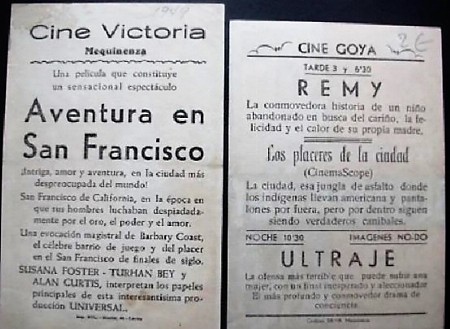 Cine Victoria
Mequinenza
Una película que constituye
un sensacional espectáculo
Aventura en
San Francisco
¡Intriga, amor y aventura, en la ciudad más
despreocupada del mundo!
San Francisco de California, en la época en
que sus hombres luchaban despiadada-
mente por el oro, el poder y el amor.
Una evocación magistral de Barbary Coast,
el célebre barrio de juego y del placer
en el San Francisco de finales de siglo.
SUSANA FOSTER - TURHAN BEY y
ALAN CURTIS, interpretan los papeles
principales de esta interesantísima
producción UNIVERSAL.
CINE GOYA
TARDE 3 y 6'30
REMY
La conmovedora historia de un niño
abandonado en busca del cariño, la fe-
licidad y el calor de su propia madre.
Los placeres de la ciudad
(CinemaScope)
La ciudad, esa jungla de asfalto donde
los indígenas llevan americana y panta-
lones por fuera, pero por dentro siguen
siendo verdaderos caníbales.
NOCHE 10'30 IMAGENES NO-DO
ULTRAJE
La ofensa más terrible que puede sufrir una
mujer, con un final inesperado y aleccionador
El más profundo y conmovedor drama de
conciencia.